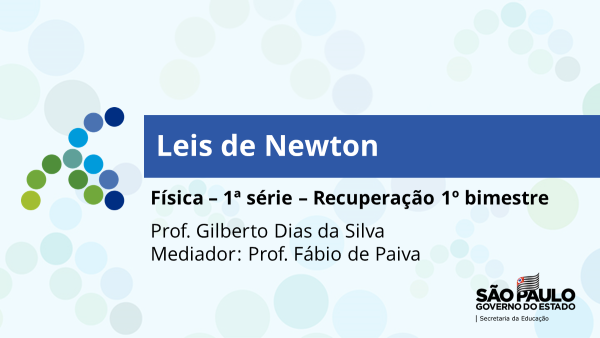 Leis de Newton
Física – 1ª série – Recuperação 1º bimestre
Prof. Gilberto Dias da Silva
Mediador: Prof. Fábio de Paiva
SÃO PAULO
GOVERNO DO ESTADO
Secretaria da Educação